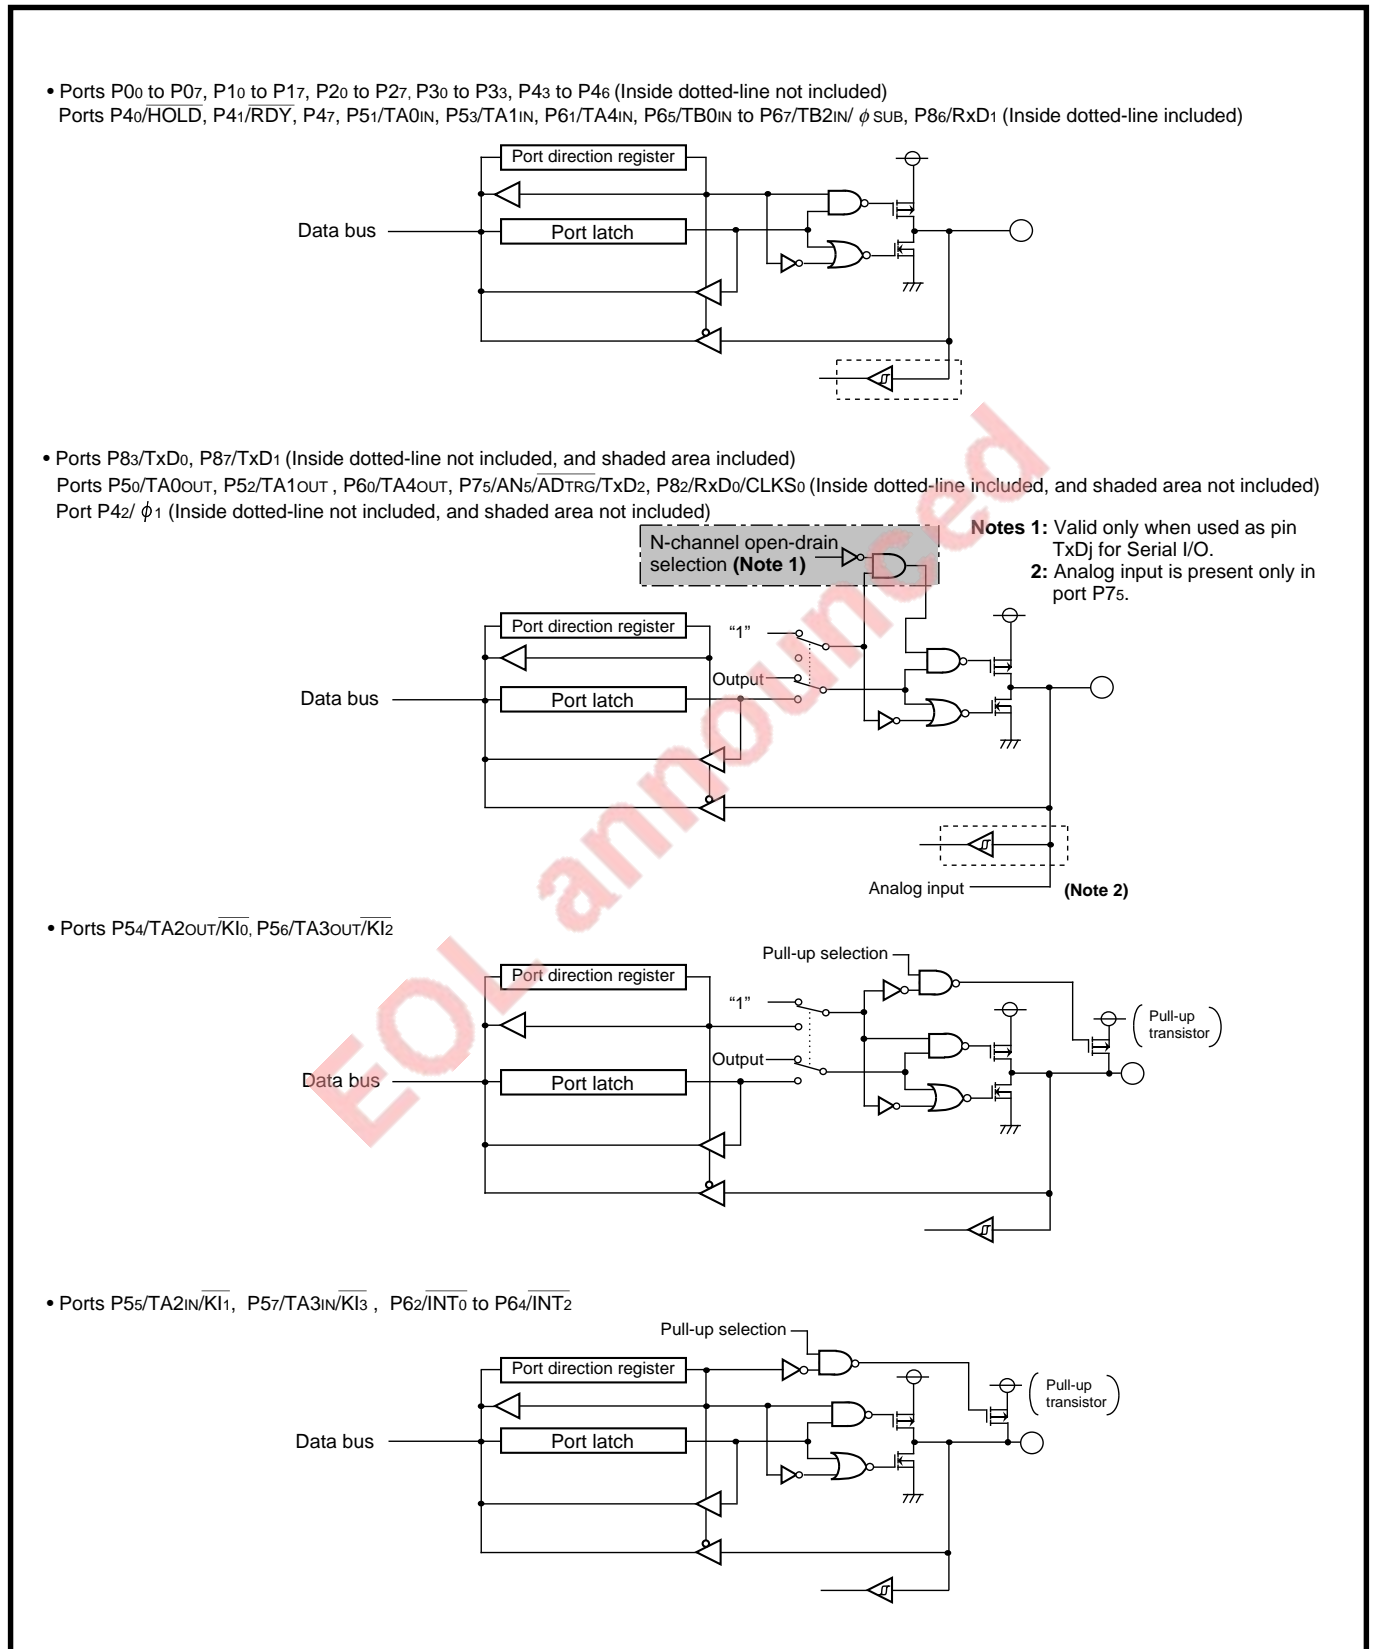 • Ports P00 to P07, P10 to P17, P20 to P27, P30 to P33, P43 to P46 (Inside dotted-line not included)
Ports P40/HOLD, P41/RDY, P47, P51/TA0IN, P53/TA1IN, P61/TA4IN, P65/TB0IN to P67/TB2IN/ ϕ SUB, P86/RxD1 (Inside dotted-line included)
Port direction register
Data bus
Port latch
• Ports P83/TxD0, P87/TxD1 (Inside dotted-line not included, and shaded area included)
Ports P50/TA0OUT, P52/TA1OUT , P60/TA4OUT, P75/AN5/ADTRG/TxD2, P82/RxD0/CLKS0 (Inside dotted-line included, and shaded area not included)
Port P42/ ϕ1 (Inside dotted-line not included, and shaded area not included)
N-channel open-drain
selection (Note 1)
Notes 1: Valid only when used as pin
TxDj for Serial I/O.
2: Analog input is present only in
port P75.
Port direction register
“1”
Output
Data bus
Port latch
Analog input
(Note 2)
• Ports P54/TA2OUT/KI0, P56/TA3OUT/KI2
Pull-up selection
Port direction register
“1”
Pull-up
transistor
Output
Data bus
Port latch
• Ports P55/TA2IN/KI1, P57/TA3IN/KI3 , P62/INT0 to P64/INT2
Pull-up selection
Port direction register
Pull-up
transistor
Data bus
Port latch
EOL announced